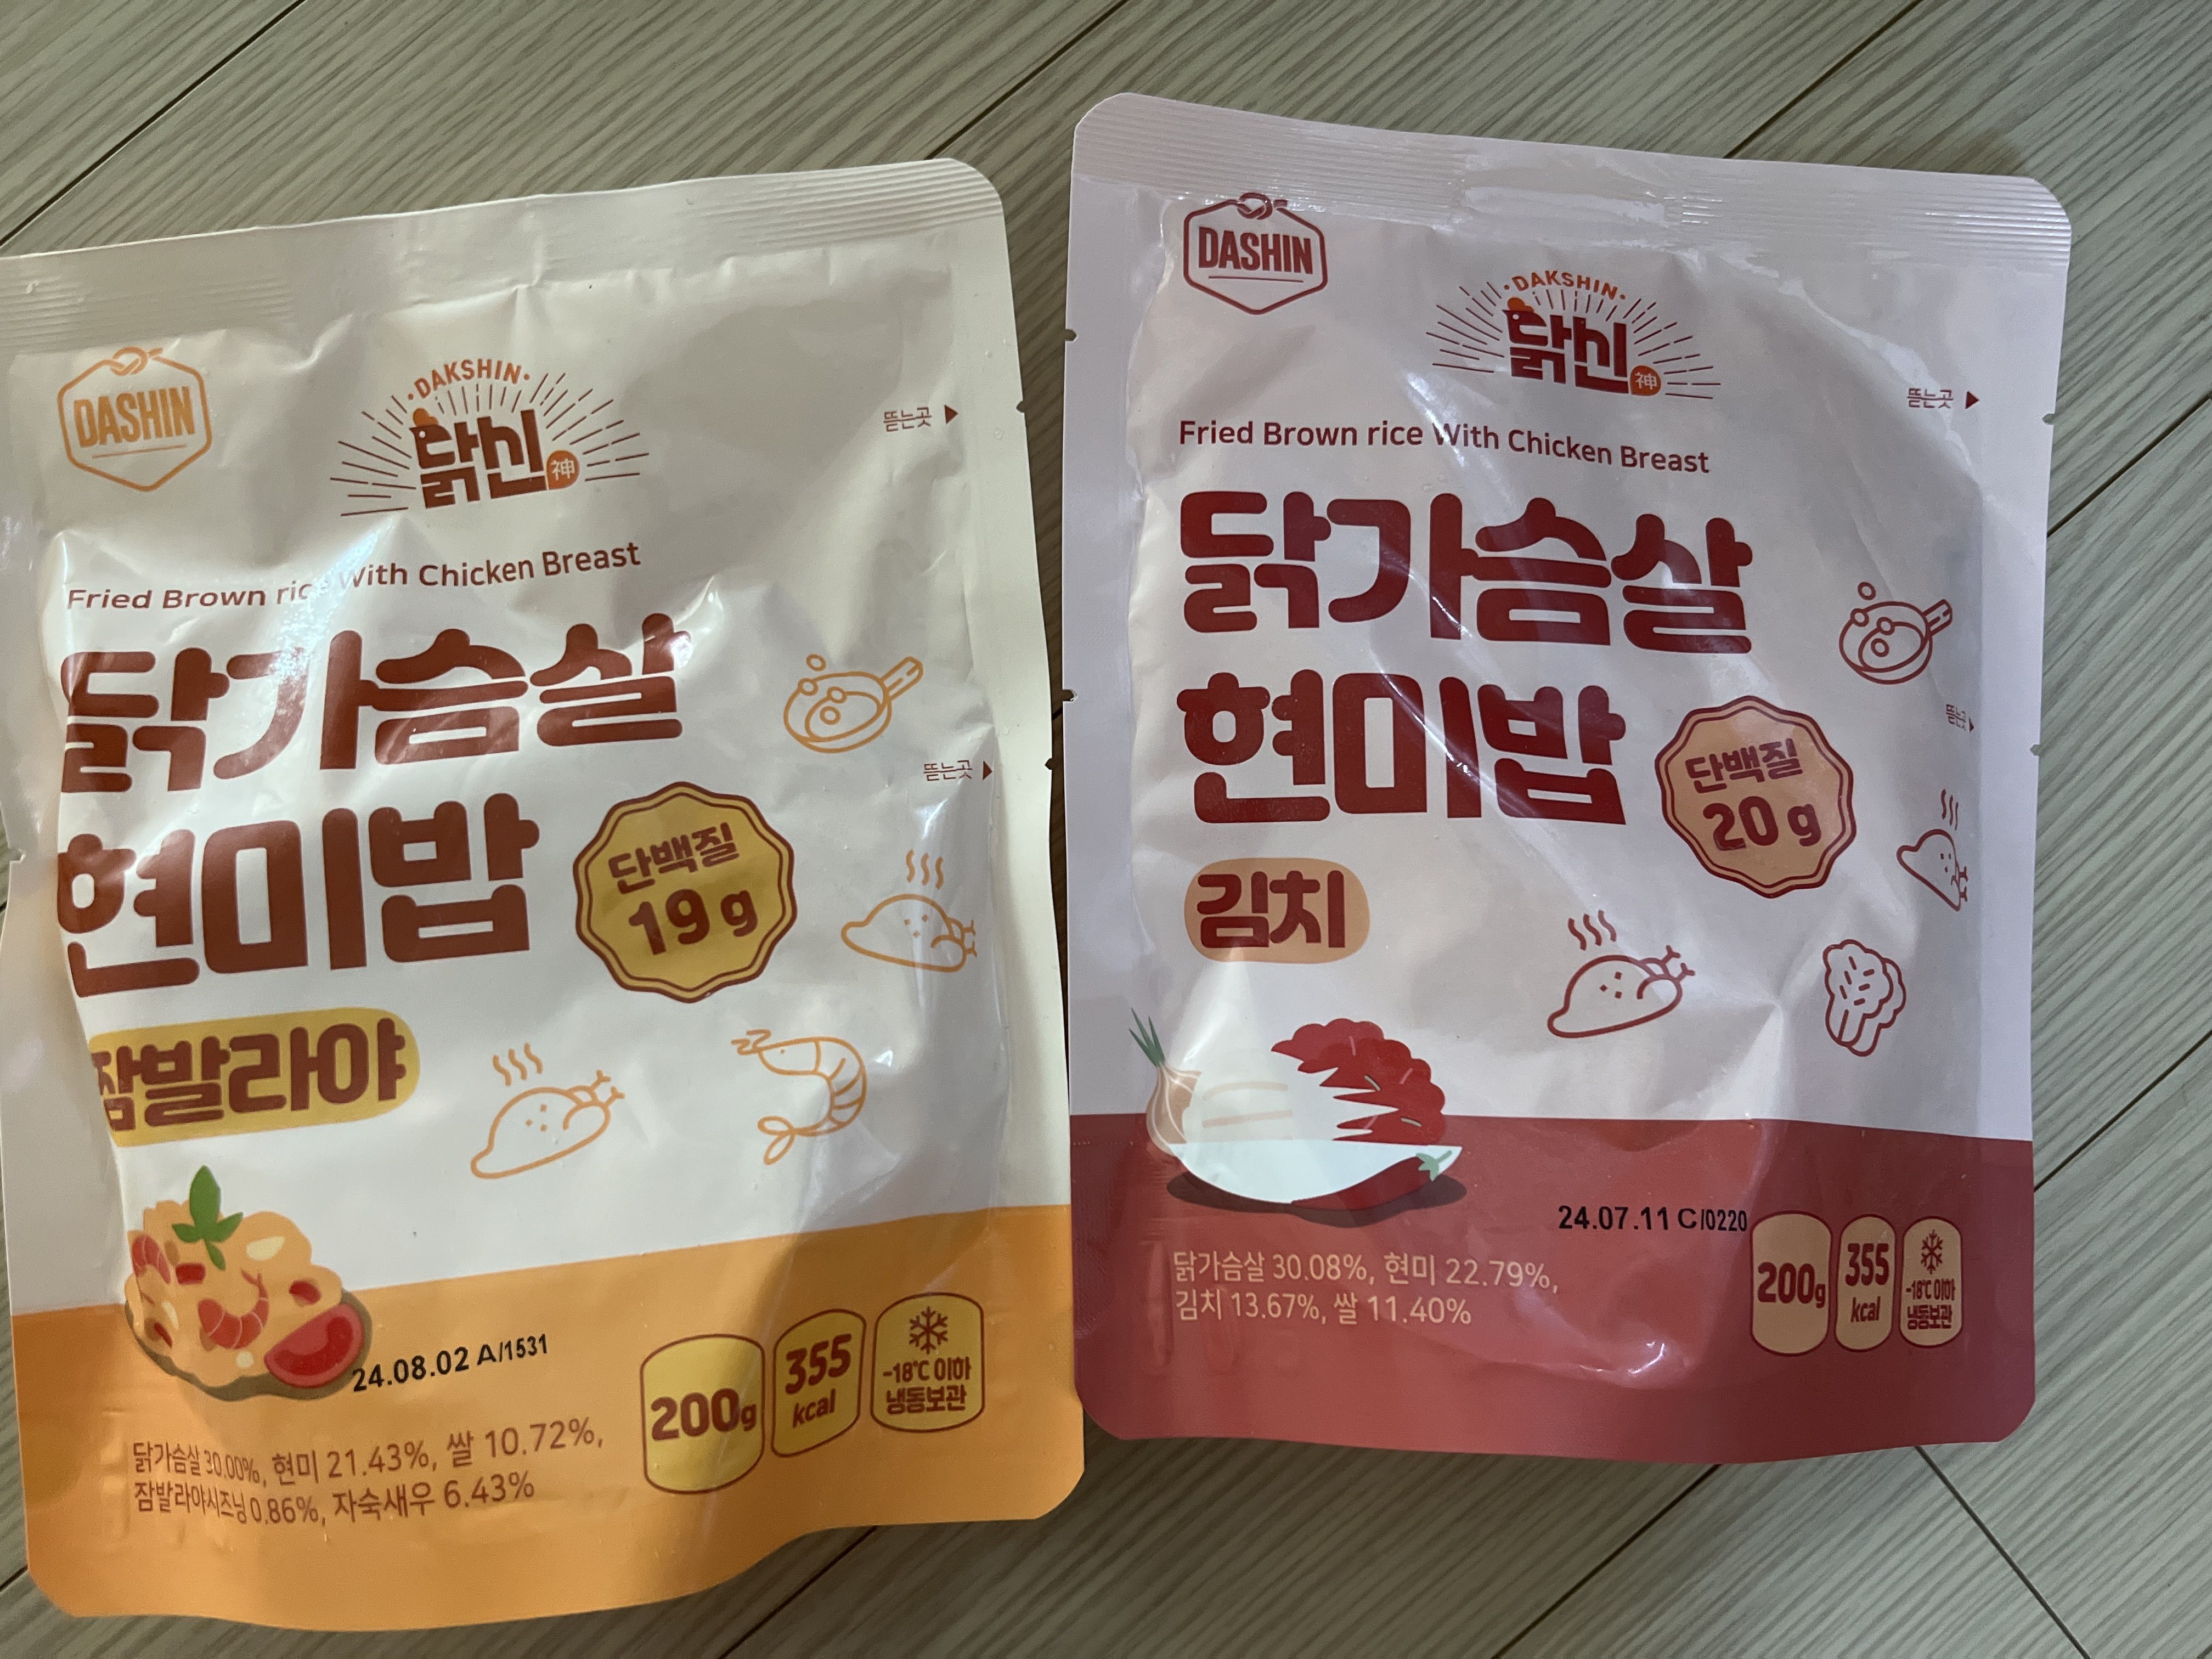 DASHIN
DAKSHIN
닭신
神
뜯는곳
Fried Brown rice With Chicken Breast
닭가슴살
현미밥
뜯는곳
단백질
19 g
잠발라야
24.08.02 A/1531
200g
355
kcal
-18℃ 이하
냉동보관
닭가슴살 30.00%, 현미 21.43%, 쌀 10.72%,
잠발라야시즈닝 0.86%, 자숙새우 6.43%
DASHIN
DAKSHIN
닭신
神
뜯는곳
Fried Brown rice With Chicken Breast
닭가슴살
현미밥
뜯는곳
단백질
20 g
김치
24.07.11 C/0220
닭가슴살 30.08%, 현미 22.79%,
김치 13.67%, 쌀 11.40%
200g
355
kcal
-18℃ 이하
냉동보관